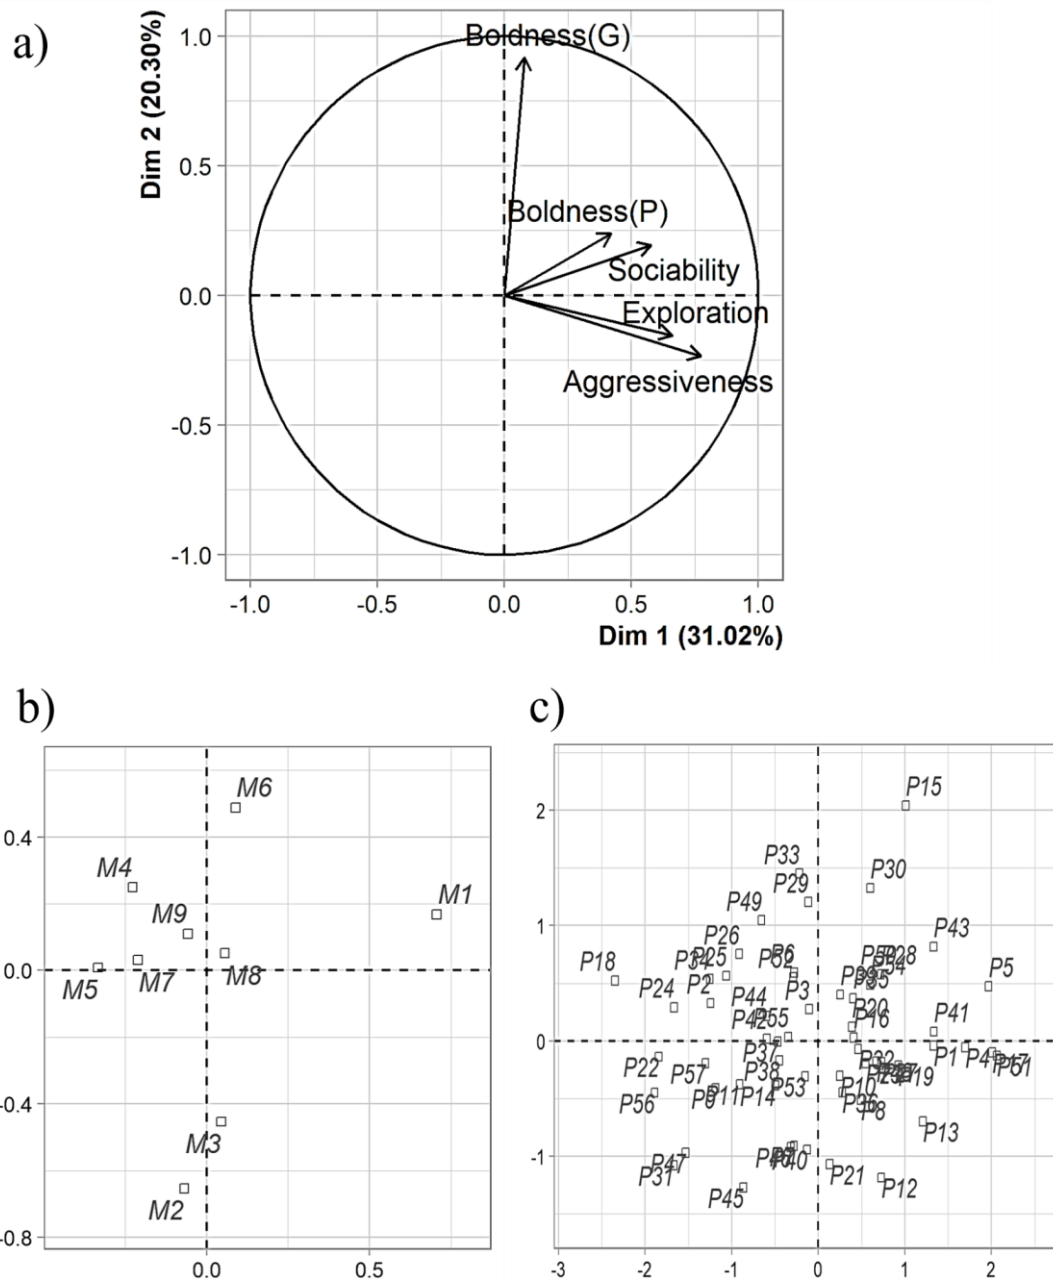 a)
Dim 2 (20.30%)
1.0
0.5
0.0
-0.5
-1.0
Boldness(G)
Boldness(P)
Sociability
Exploration
Aggressiveness
-1.0 -0.5 0.0 0.5 1.0
Dim 1 (31.02%)
b)
0.4
0.0
-0.4
-0.8
M6
M4
M1
M9
M8
M7
M5
M3
M2
0.0 0.5
c)
2
1
0
-1
P15
P33
P30
P29
P49
P43
P26
P18
P5
P24
P2
P44
P3
P41
P20
P16
P55
P37
P22
P57
P38
P53
P1
P19
P56
P11
P14
P10
P8
P13
P47
P31
P40
P21
P12
P45
-3 -2 -1 0 1 2